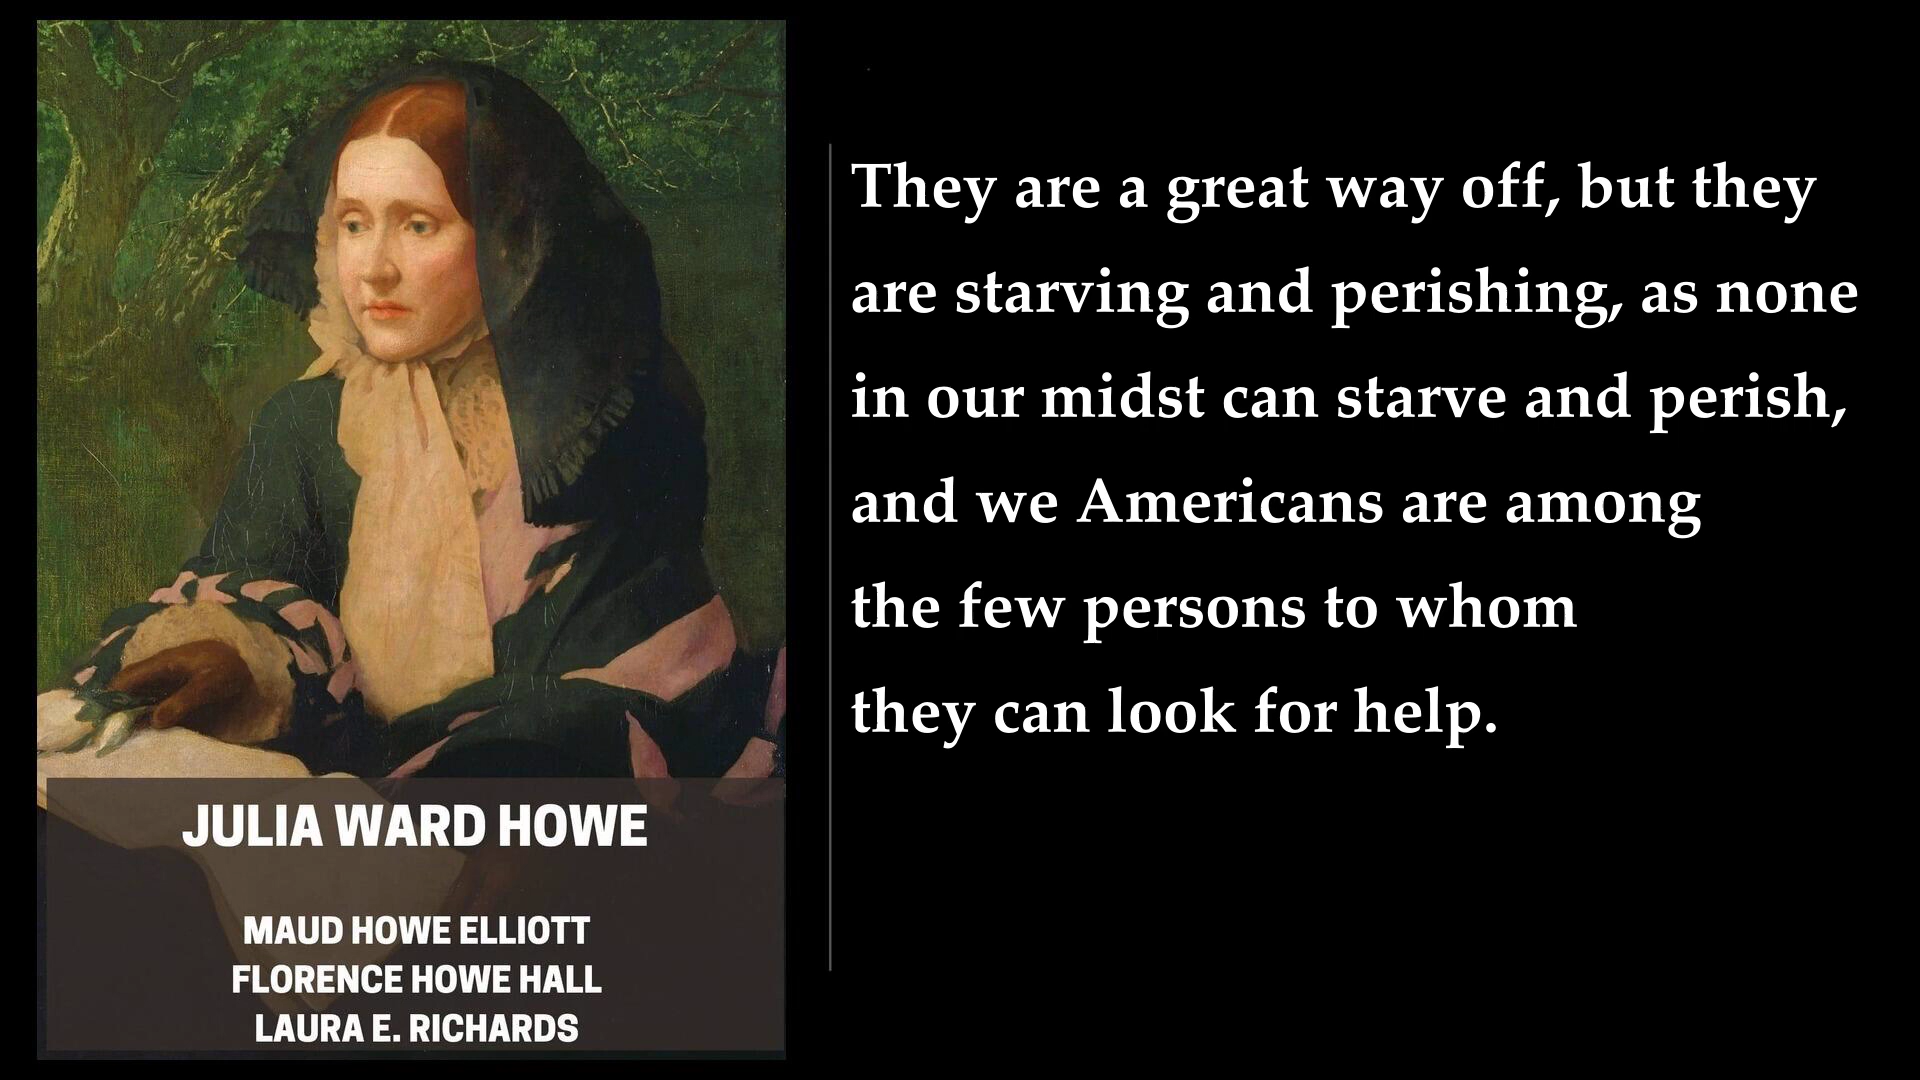 They are a great way off, but they
are starving and perishing, as none
in our midst can starve and perish,
and we Americans are among
the few persons to whom
they can look for help.
JULIA WARD HOWE
MAUD HOWE ELLIOTT
FLORENCE HOWE HALL
LAURA E. RICHARDS